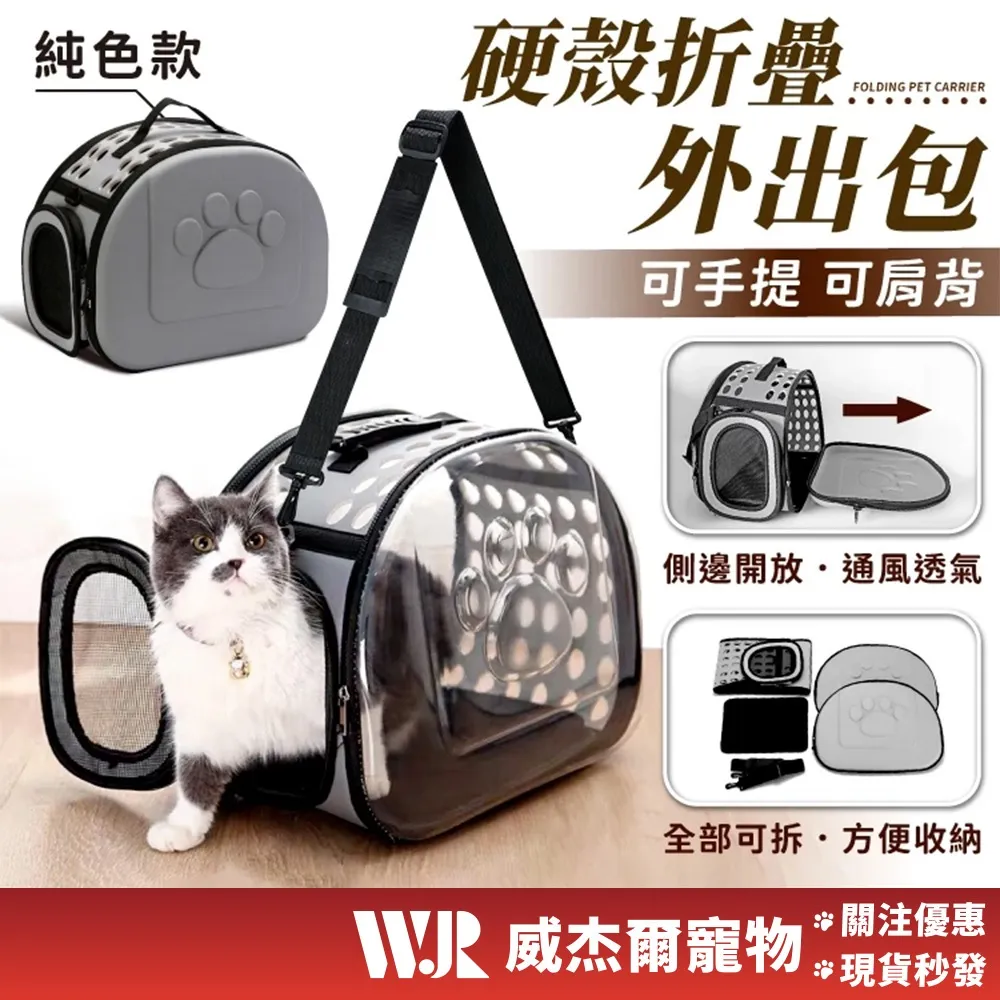 純色款
硬殼折疊
FOLDING PET CARRIER
外出包
可手提 可肩背
側邊開放・通風透氣
全部可拆・方便收納
WJR 威杰爾寵物
關注優惠
現貨秒發